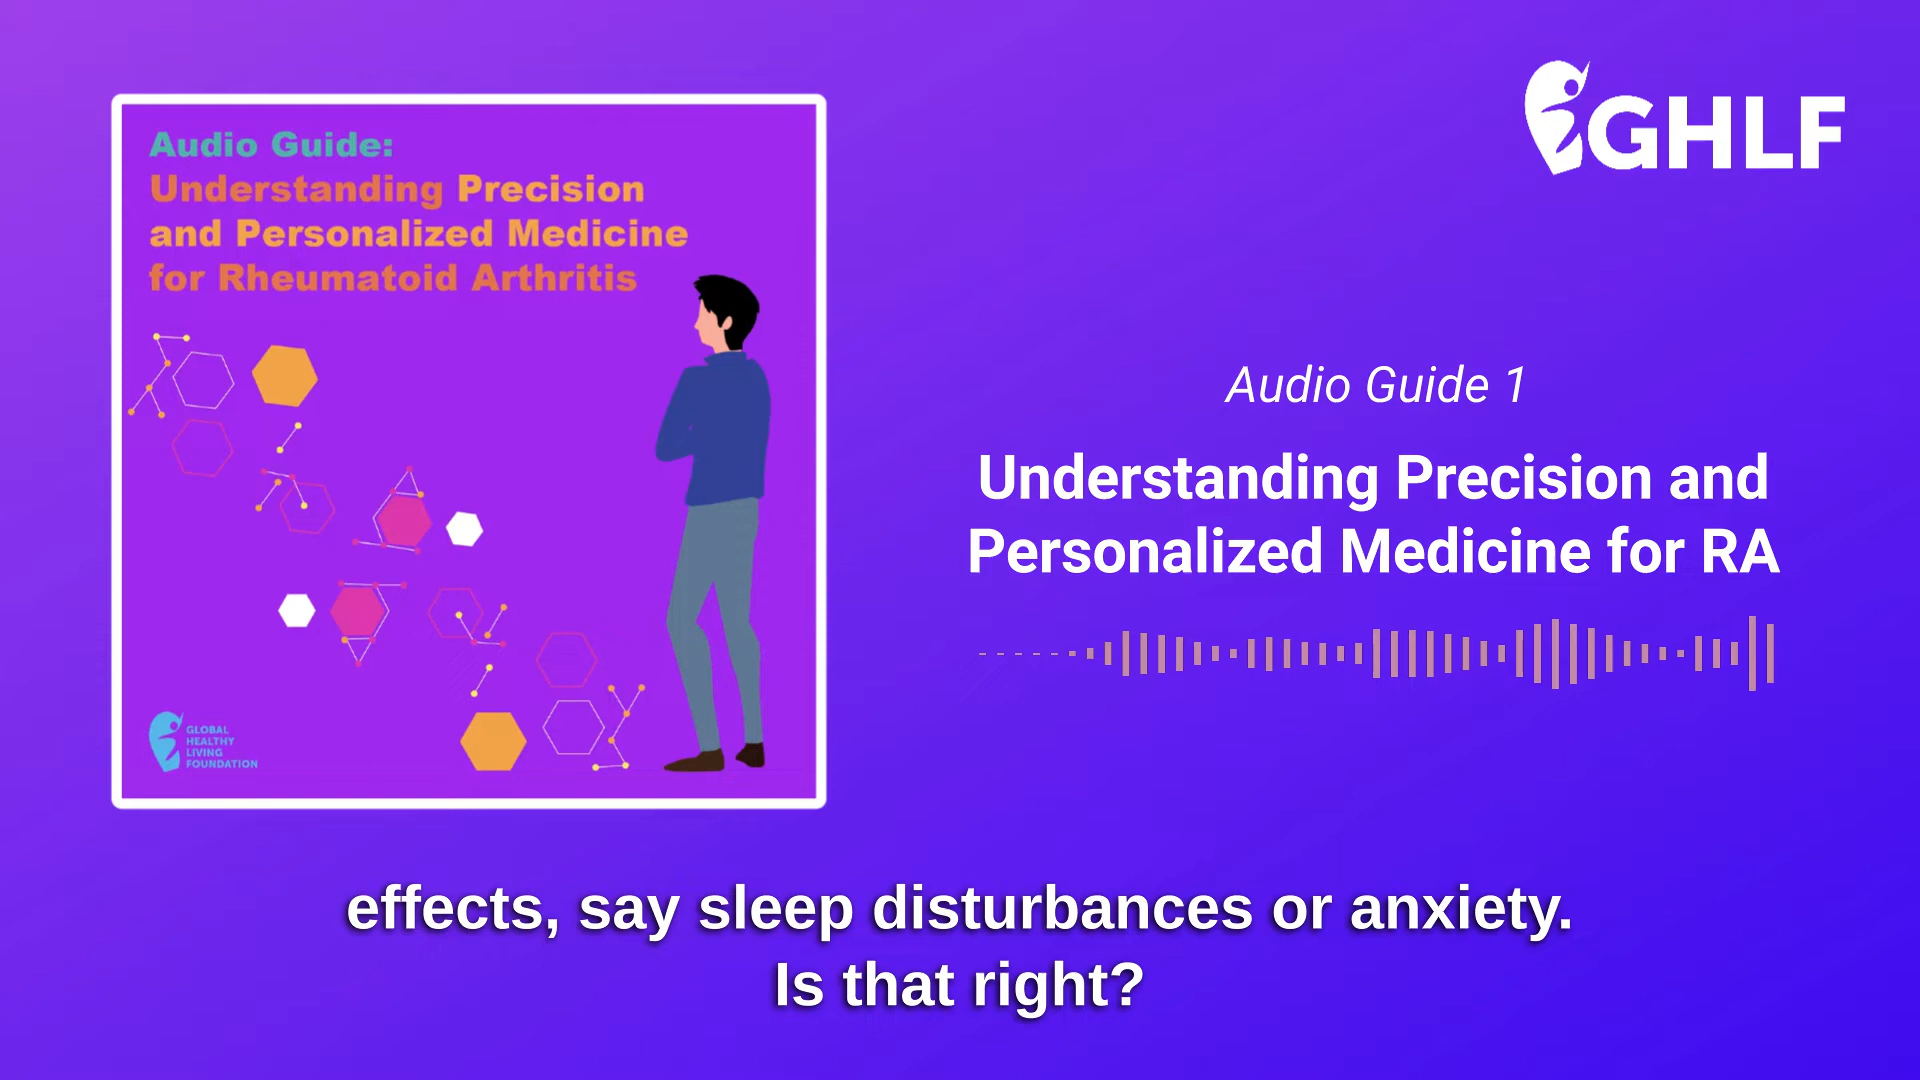 Audio Guide:
Understanding Precision
and Personalized Medicine
for Rheumatoid Arthritis
GLOBAL
HEALTHY
LIVING
FOUNDATION
GHLF
Audio Guide 1
Understanding Precision and
Personalized Medicine for RA
effects, say sleep disturbances or anxiety.
Is that right?